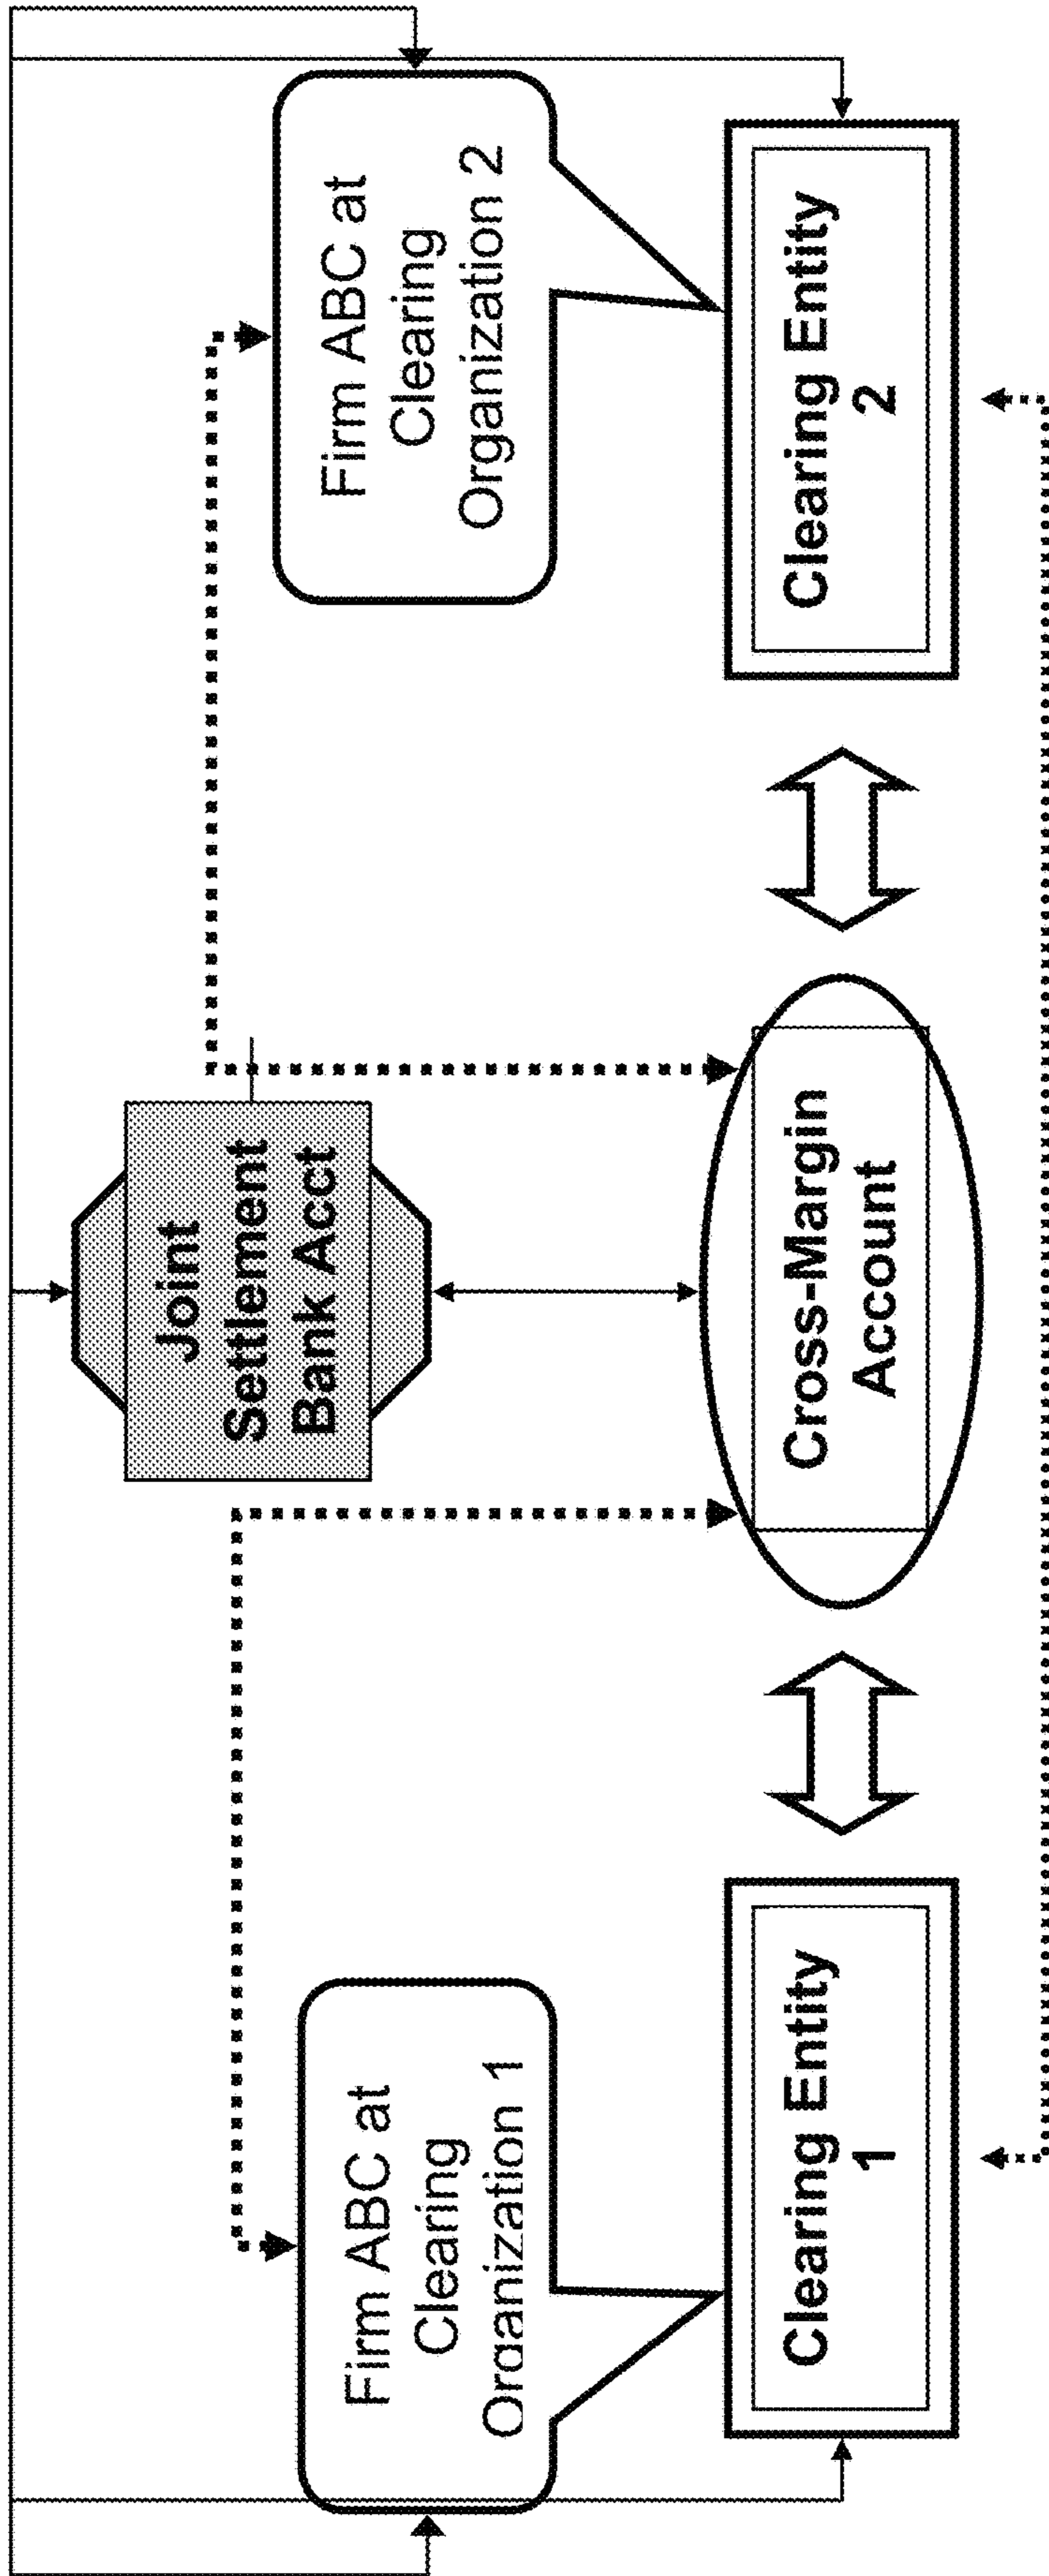 Joint
Settlement
Bank Acct
Firm ABC at
Clearing
Organization 1
Firm ABC at
Clearing
Organization 2
Clearing Entity
1
Cross-Margin
Account
Clearing Entity
2